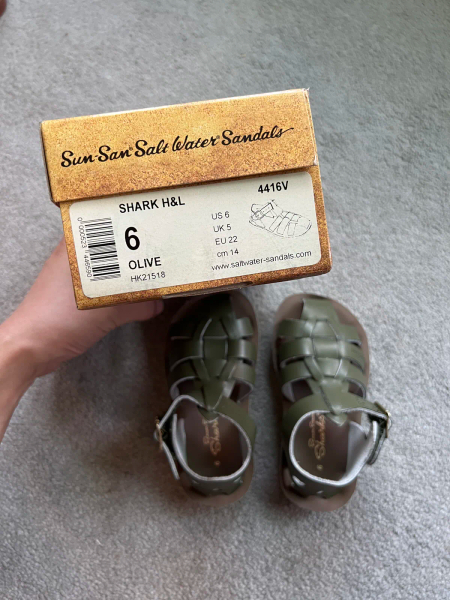 Sun-San® Salt Water® Sandals
SHARK H&L
4416V
6
US 6
UK 5
EU 22
cm 14
OLIVE
HK21518
www.saltwater-sandals.com
Shark